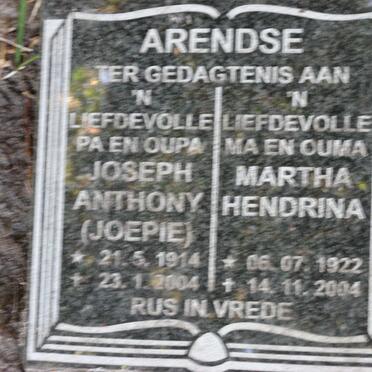 ARENDSE
TER GEDAGTENIS AAN
'N
LIEFDEVOLLE
PA EN OUPA
JOSEPH
ANTHONY
(JOEPIE)
★ 21. 5. 1914
✝ 23. 1. 2004
'N
LIEFDEVOLLE
MA EN OUMA
MARTHA
HENDRINA
★ 06. 07. 1922
✝ 14. 11. 2004
RUS IN VREDE